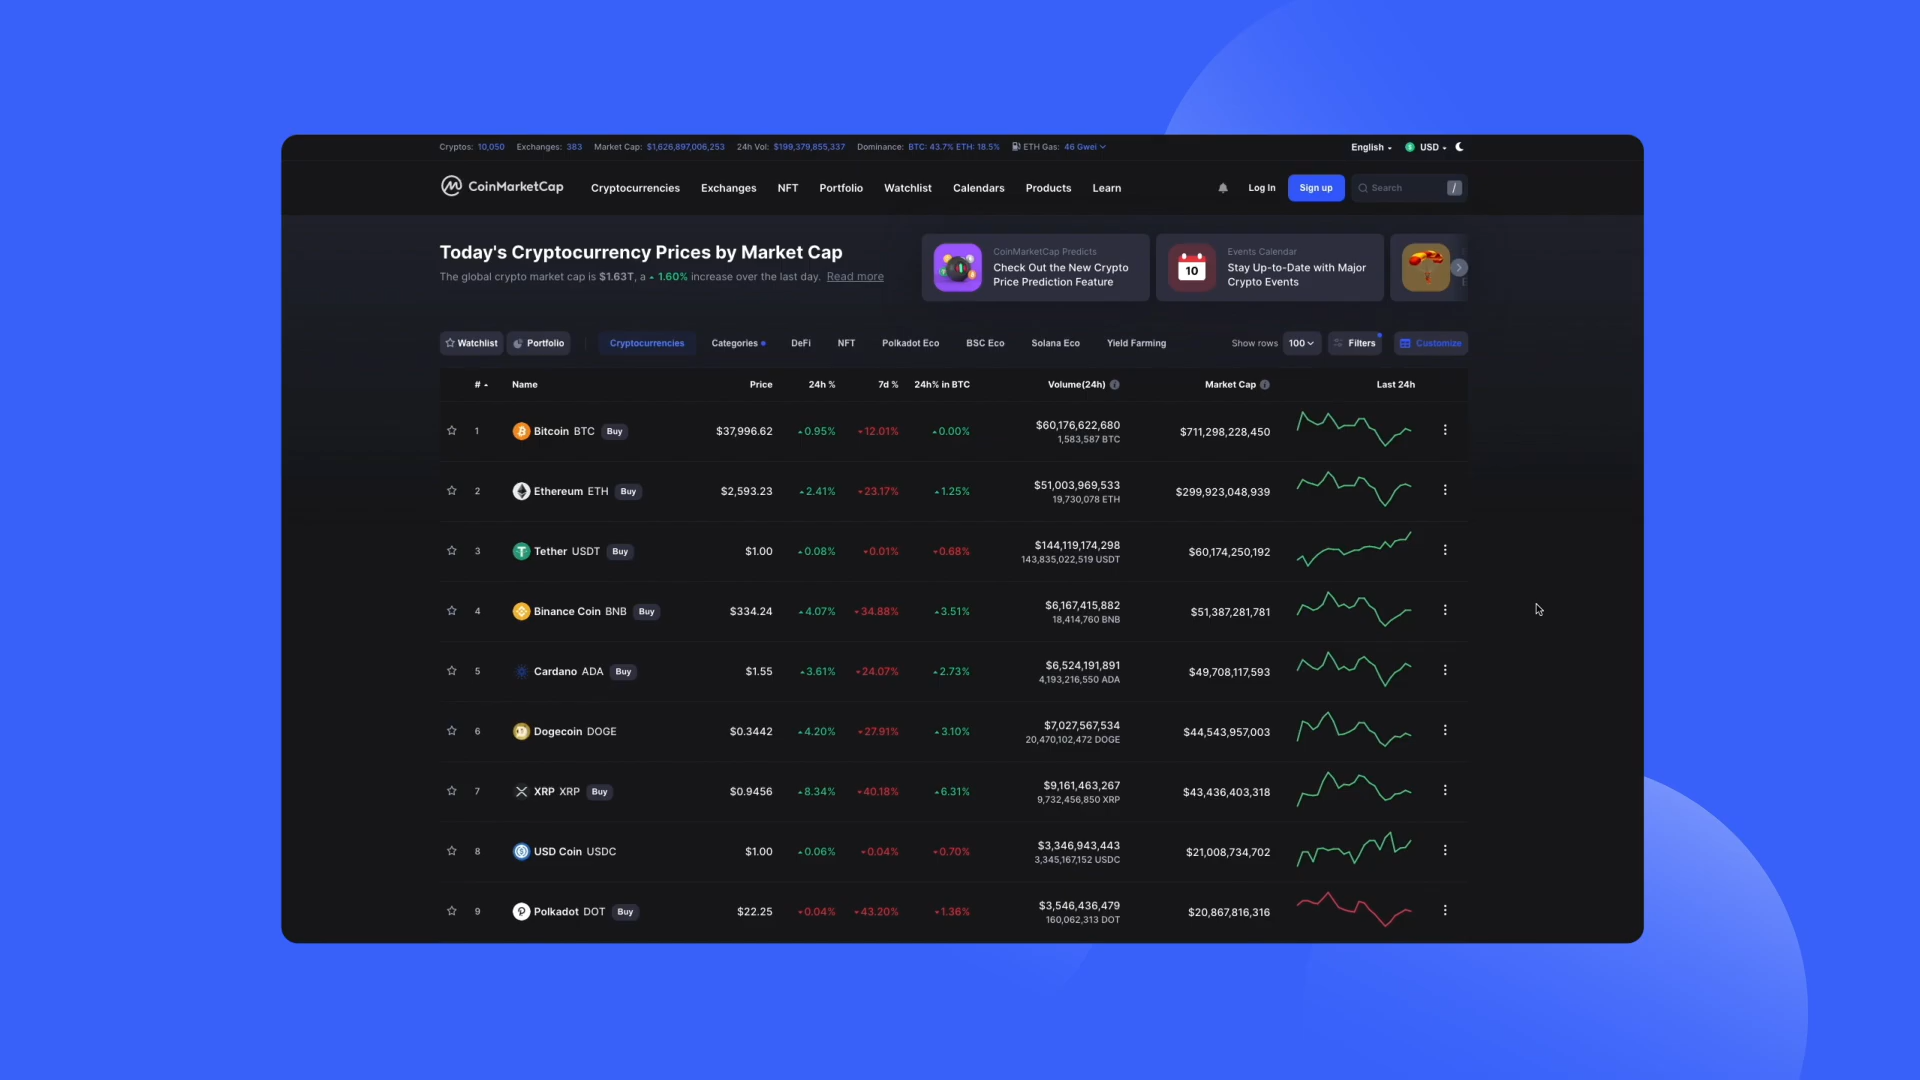 Cryptos: 10,050 Exchanges: 383 Market Cap: $1,626,897,006,253 24h Vol: $199,379,855,337 Dominance: BTC: 43.7% ETH: 18.5% ETH Gas: 46 Gwei English USD
CoinMarketCap Cryptocurrencies Exchanges NFT Portfolio Watchlist Calendars Products Learn Log In Sign up Search /
Today's Cryptocurrency Prices by Market Cap
The global crypto market cap is $1.63T, a 1.60% increase over the last day. Read more
CoinMarketCap Predicts
Check Out the New Crypto
Price Prediction Feature
10
Events Calendar
Stay Up-to-Date with Major
Crypto Events
Watchlist Portfolio Cryptocurrencies Categories DeFi NFT Polkadot Eco BSC Eco Solana Eco Yield Farming Show rows 100 Filters Customize
# Name Price 24h % 7d % 24h% in BTC Volume(24h) Market Cap Last 24h
1 Bitcoin BTC Buy $37,996.62 0.95% 12.01% 0.00% $60,176,622,680 $711,298,228,450
1,583,587 BTC
2 Ethereum ETH Buy $2,593.23 2.41% 23.17% 1.25% $51,003,969,533 $299,923,048,939
19,730,078 ETH
3 Tether USDT Buy $1.00 0.08% 0.01% 0.68% $144,119,174,298 $60,174,250,192
143,835,022,519 USDT
4 Binance Coin BNB Buy $334.24 4.07% 34.88% 3.51% $6,167,415,882 $51,387,281,781
18,414,760 BNB
5 Cardano ADA Buy $1.55 3.61% 24.07% 2.73% $6,524,191,891 $49,708,117,593
4,193,216,550 ADA
6 Dogecoin DOGE $0.3442 4.20% 27.91% 3.10% $7,027,567,534 $44,543,957,003
20,470,102,472 DOGE
7 XRP XRP Buy $0.9456 8.34% 40.18% 6.31% $9,161,463,267 $43,436,403,318
9,732,456,850 XRP
8 USD Coin USDC $1.00 0.06% 0.04% 0.70% $3,346,943,443 $21,008,734,702
3,345,167,152 USDC
9 Polkadot DOT Buy $22.25 0.04% 43.20% 1.36% $3,546,436,479 $20,867,816,316
160,062,313 DOT